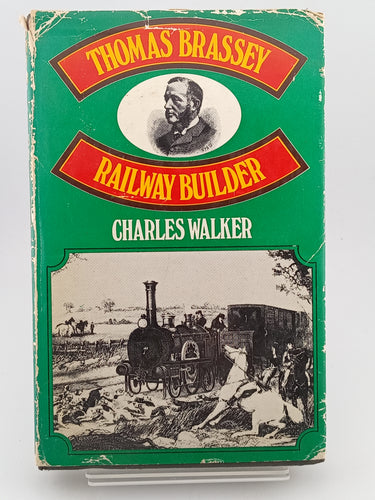 THOMAS BRASSEY
RAILWAY BUILDER
CHARLES WALKER